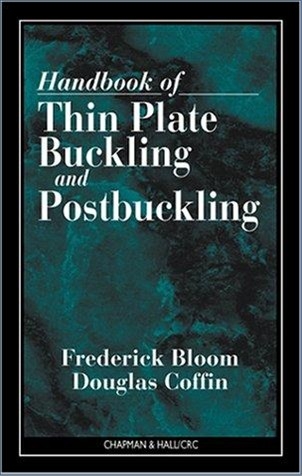 Handbook of
Thin Plate
Buckling
and
Postbuckling
Frederick Bloom
Douglas Coffin
CHAPMAN & HALL/CRC